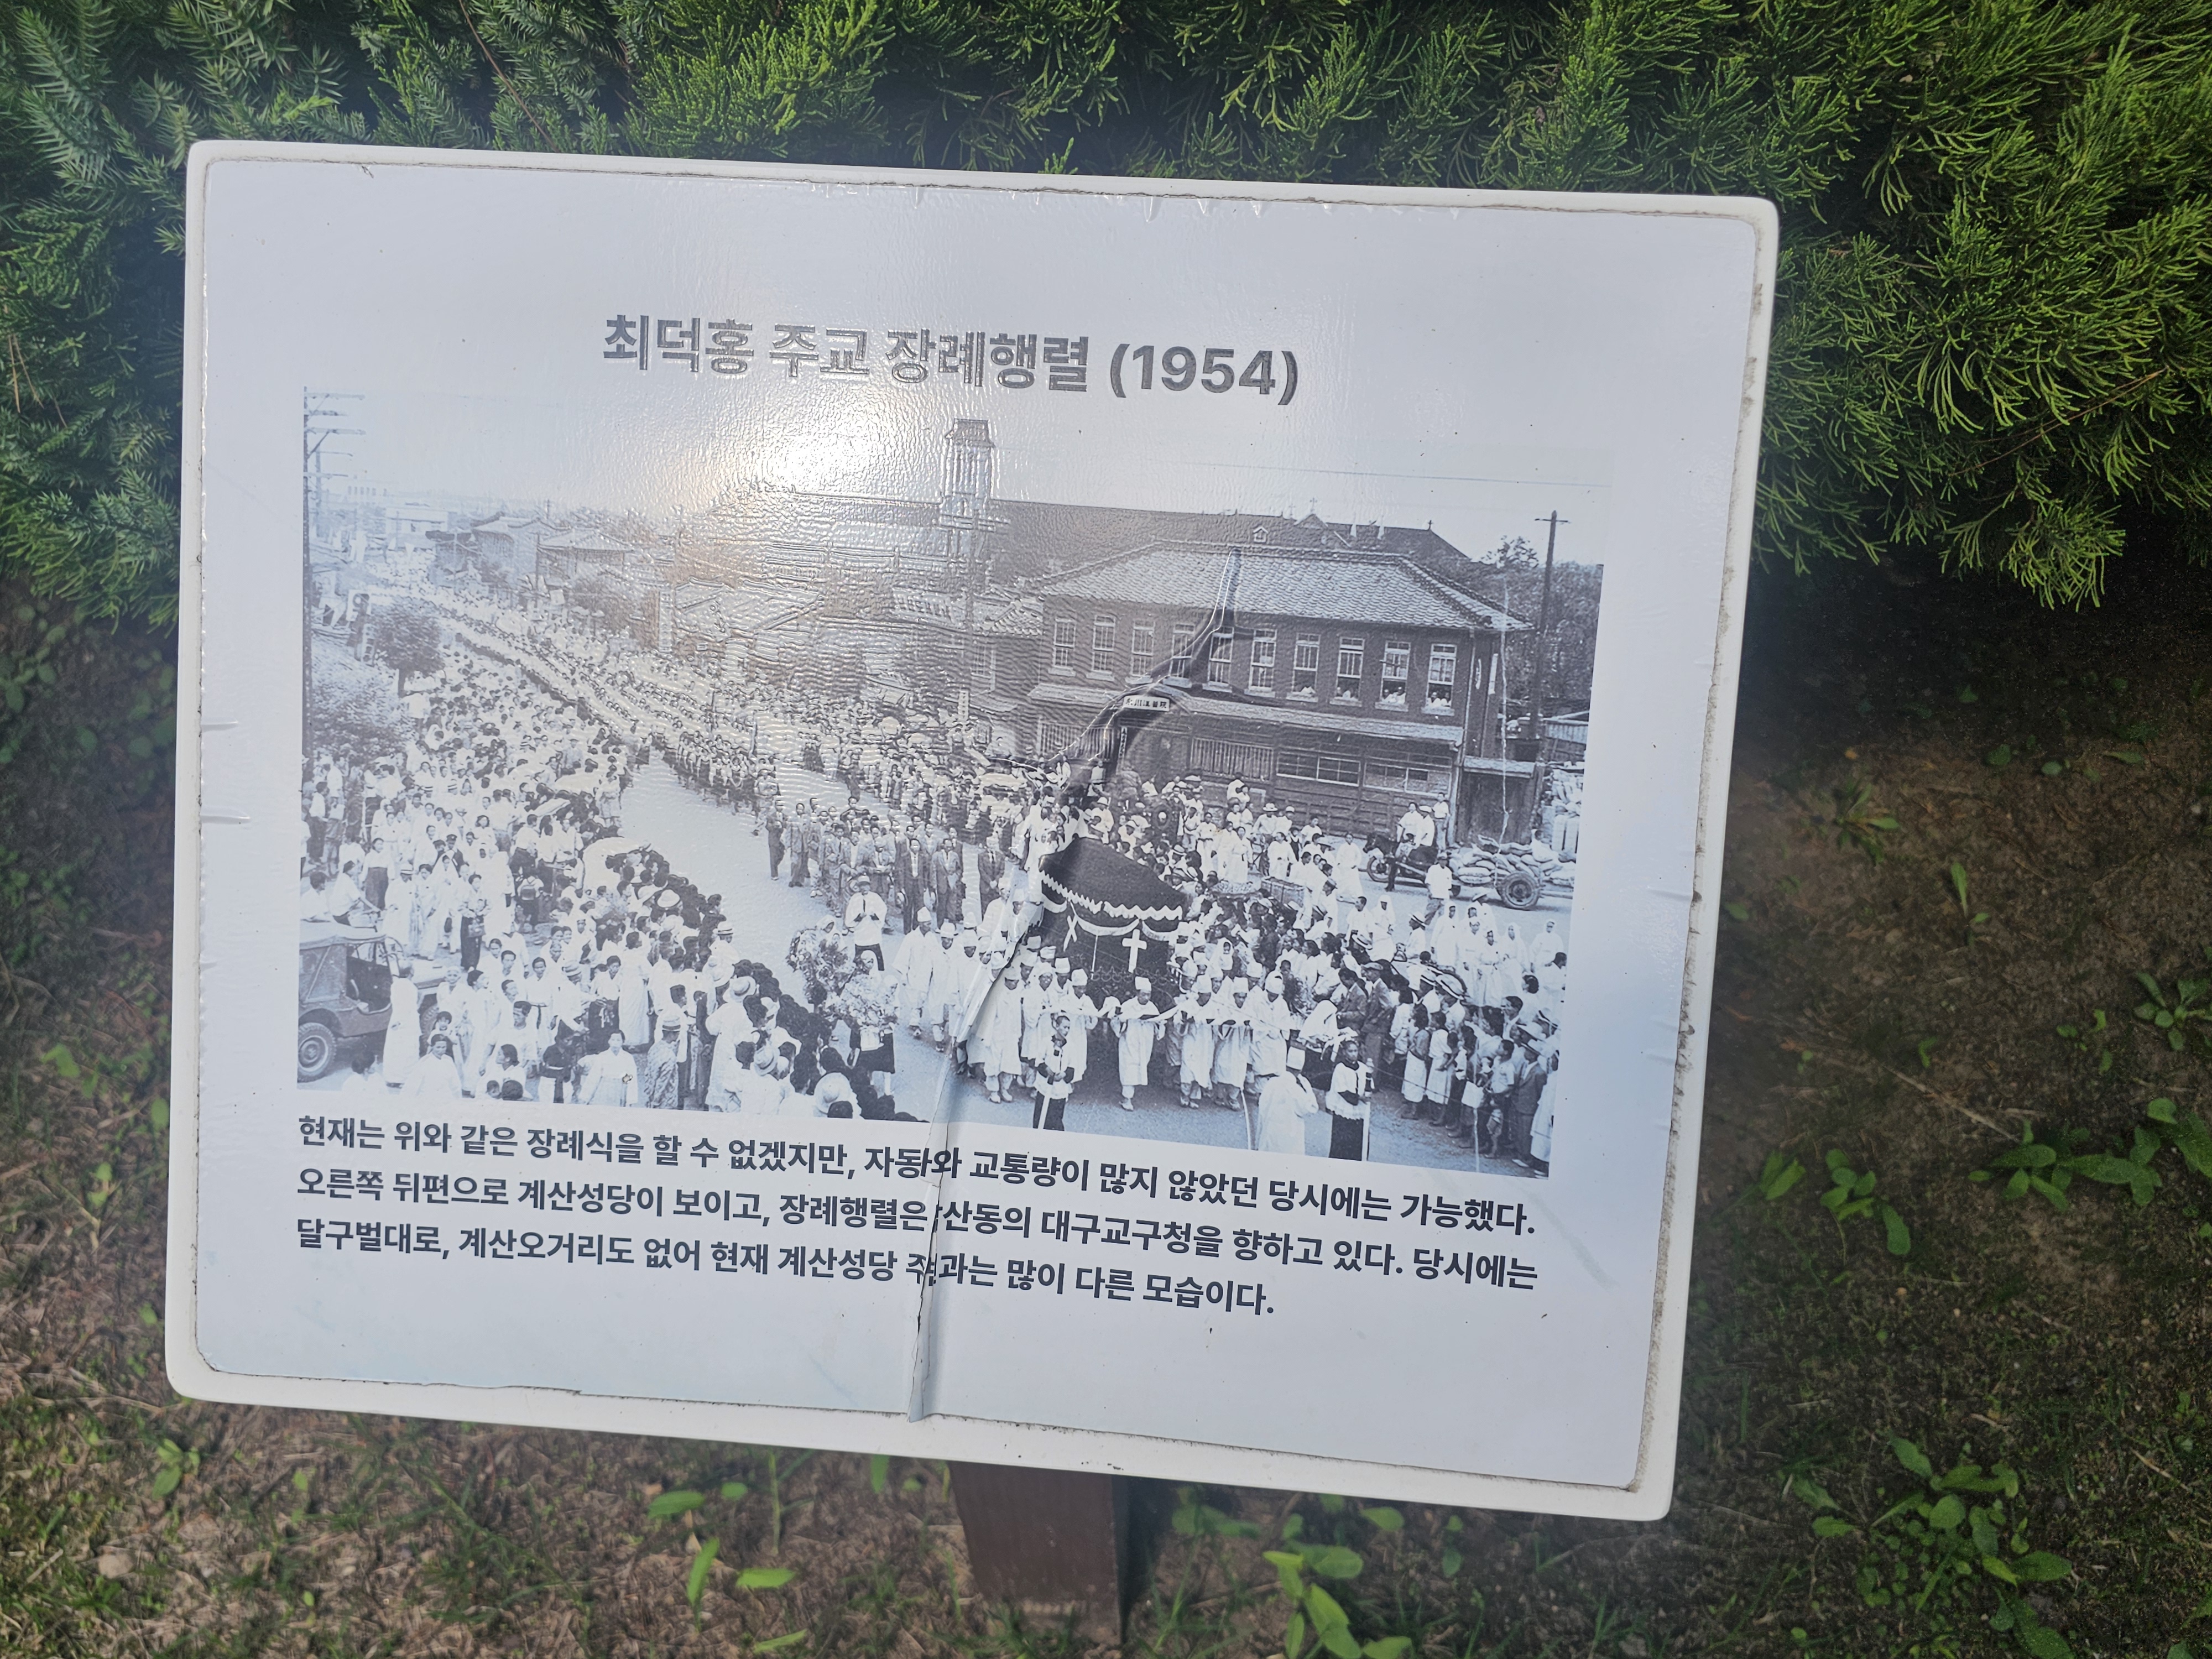 최덕홍 주교 장례행렬 (1954)
현재는 위와 같은 장례식을 할 수 없겠지만, 교통량이 많지 않았던 당시에는 가능했다.
오른쪽 뒤편으로 계산성당이 보이고, 장례행렬은 대구교구청을 향하고 있다. 당시에는
달구벌대로, 계산오거리도 없어 현재 계산성당 많이 다른 모습이다.